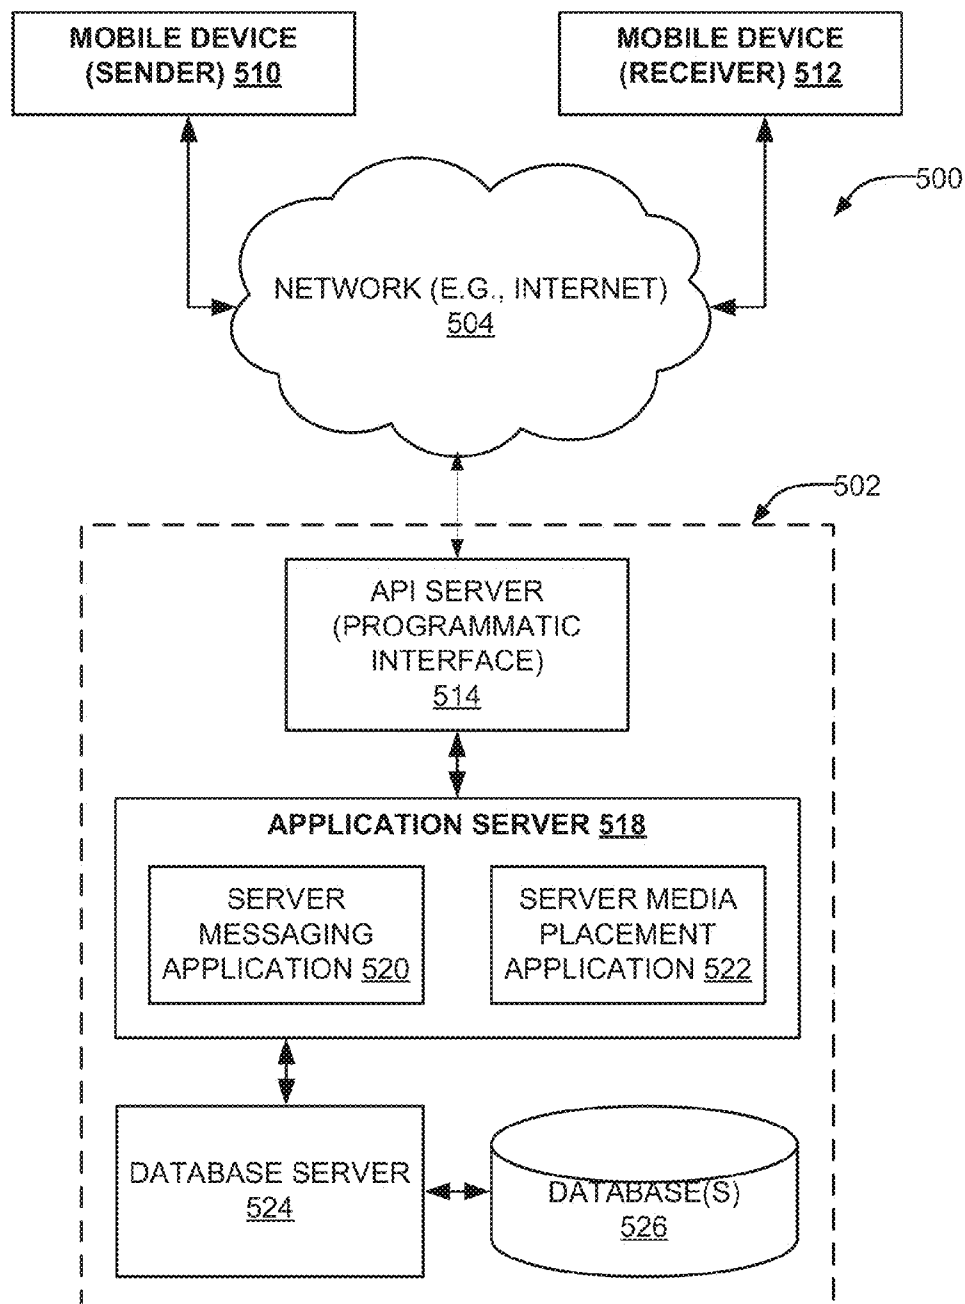 MOBILE DEVICE
(SENDER) 510
MOBILE DEVICE
(RECEIVER) 512
500
NETWORK (E.G., INTERNET)
504
502
API SERVER
(PROGRAMMATIC
INTERFACE)
514
APPLICATION SERVER 518
SERVER
MESSAGING
APPLICATION 520
SERVER MEDIA
PLACEMENT
APPLICATION 522
DATABASE SERVER
524
DATABASE(S)
526